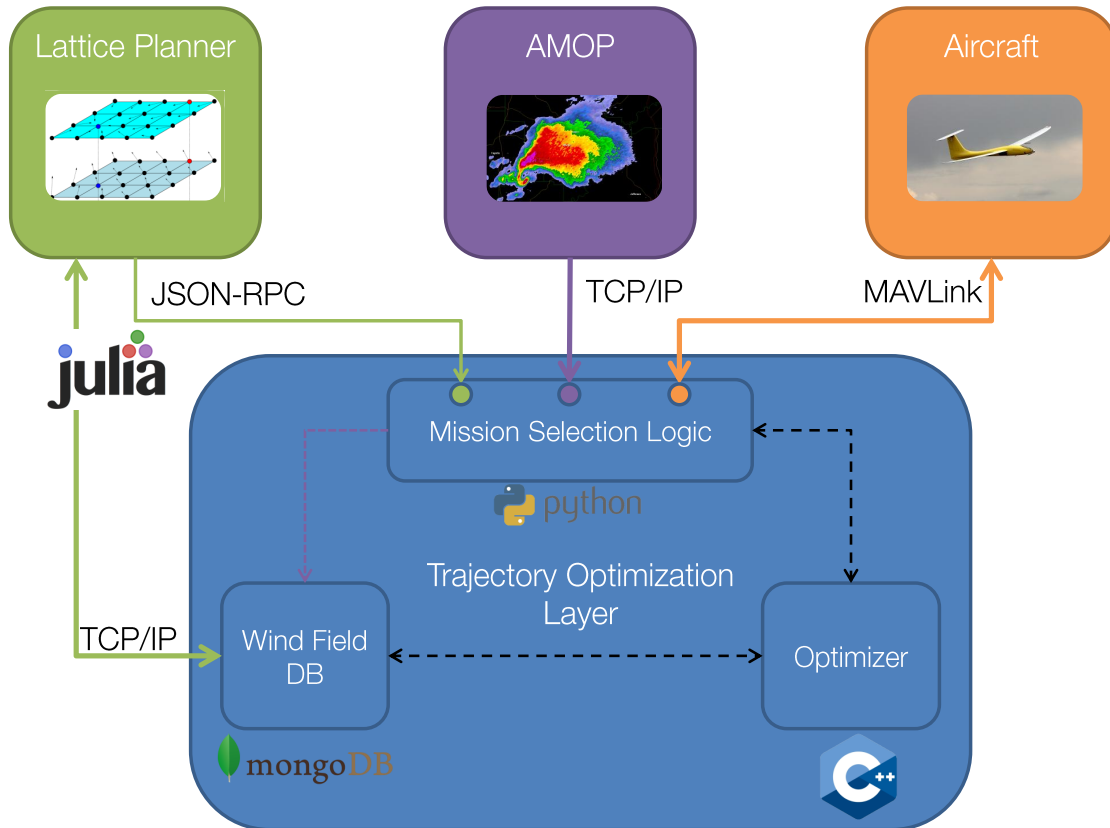 Lattice Planner
AMOP
Aircraft
JSON-RPC
TCP/IP
MAVLink
julia
Mission Selection Logic
python
Trajectory Optimization
Layer
TCP/IP
Wind Field
DB
Optimizer
mongoDB
C++